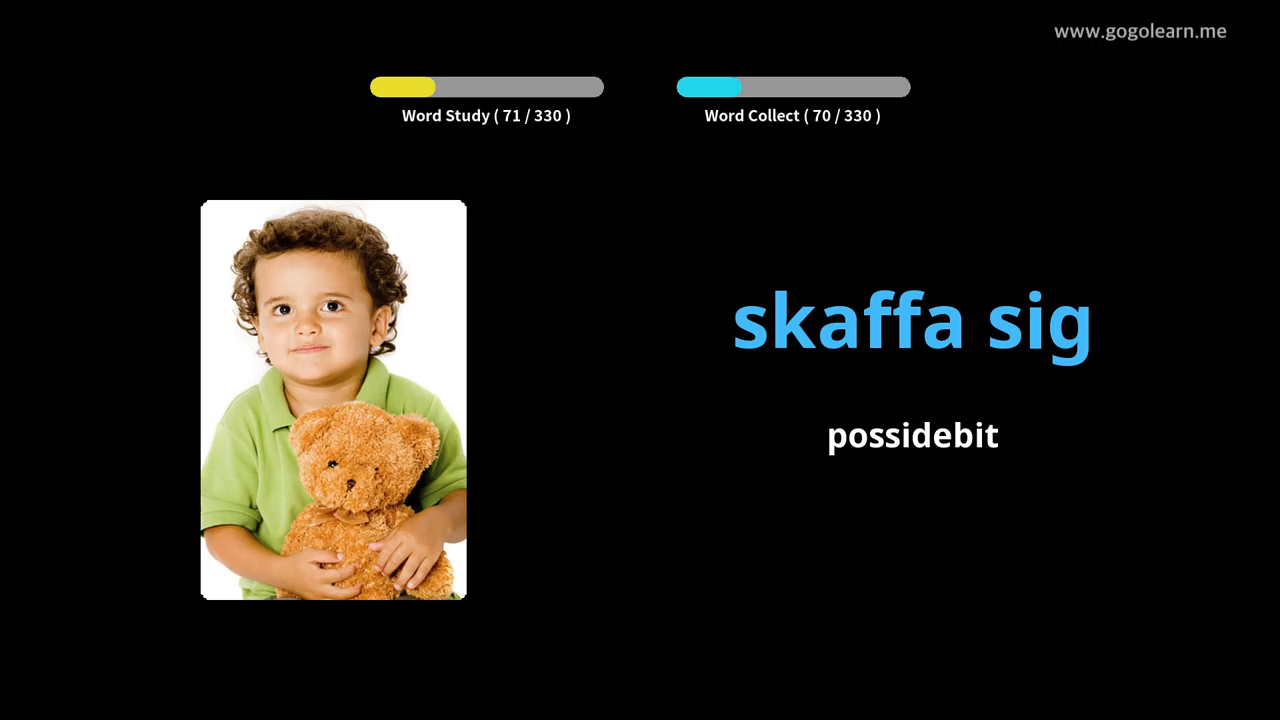 www.gogolearn.me
Word Study ( 71 / 330 )
Word Collect ( 70 / 330 )
skaffa sig
possidebit